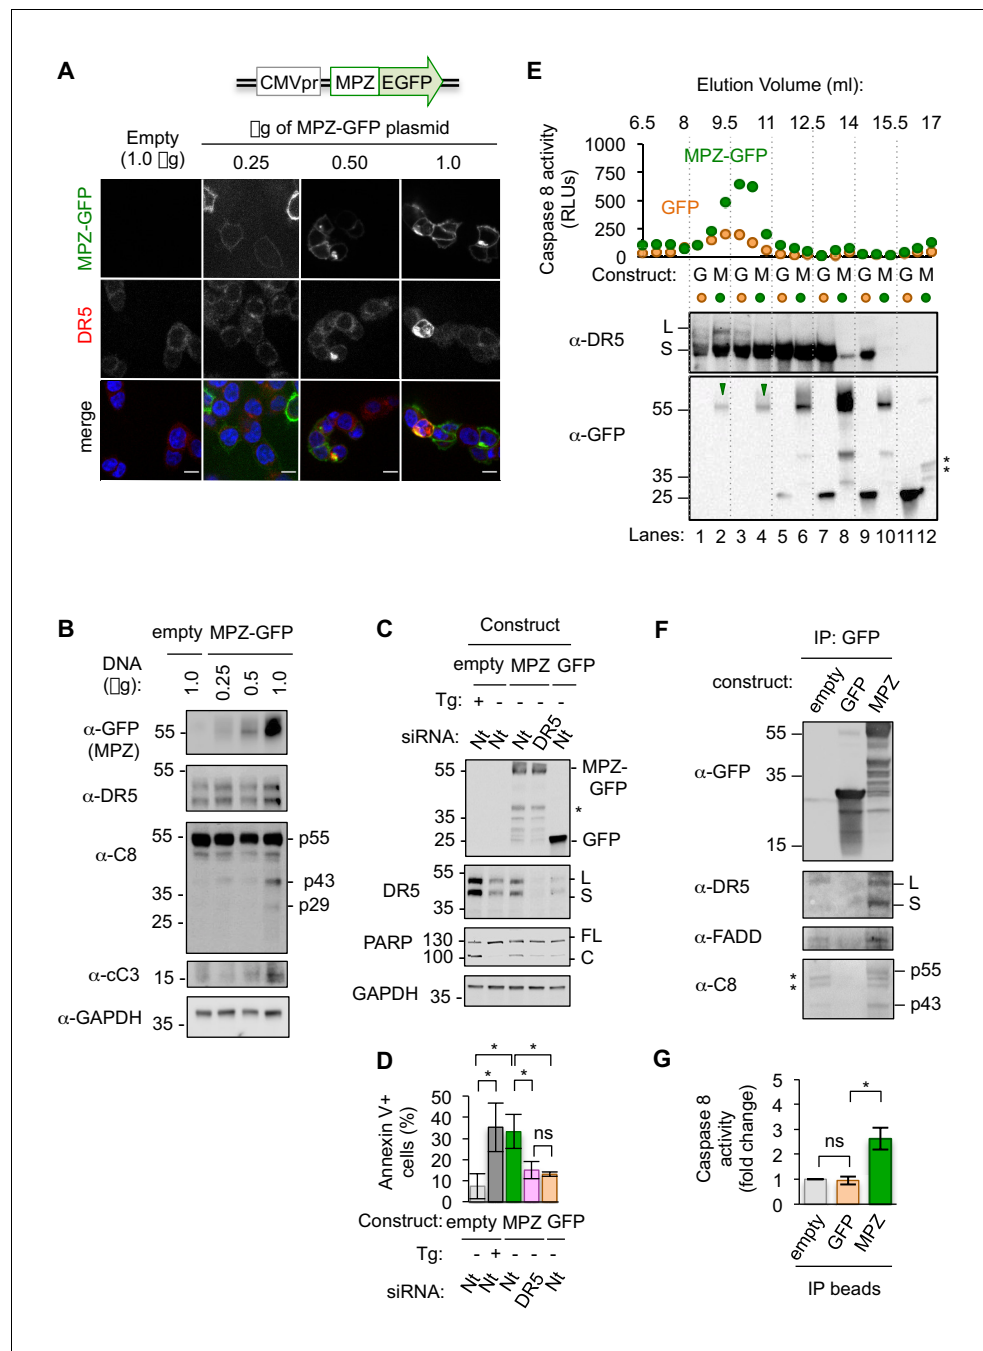 A
CMVpr MPZ EGFP
Empty
(1.0 □g)
□g of MPZ-GFP plasmid
0.25 0.50 1.0
MPZ-GFP
DR5
merge
E
Elution Volume (ml):
6.5 8 9.5 11 12.5 14 15.5 17
Caspase 8 activity
(RLUs)
1000
750
500
250
0
MPZ-GFP
GFP
Construct: G M G M G M G M G M G M
α-DR5
L
S
α-GFP
55
35
25
*
*
Lanes: 1 2 3 4 5 6 7 8 9 10 11 12
B
empty MPZ-GFP
DNA
(□g):
1.0 0.25 0.5 1.0
α-GFP
(MPZ)
55
α-DR5
55
α-C8
55
35
25
p55
p43
p29
α-cC3
15
α-GAPDH
35
C
Construct
empty MPZ GFP
Tg: + - - - -
siRNA: Nt Nt Nt DR5 Nt
55
35
25
MPZ-
GFP
*
GFP
DR5
55
35
L
S
PARP
130
100
FL
C
GAPDH
35
D
Annexin V+
cells (%)
50
40
30
20
10
0
* * * * ns
Construct: empty MPZ GFP
Tg: - + - - -
siRNA: Nt Nt Nt DR5 Nt
F
IP: GFP
construct: empty GFP MPZ
α-GFP
55
35
15
α-DR5
L
S
α-FADD
α-C8
*
*
p55
p43
G
Caspase 8
activity
(fold change)
5
4
3
2
1
0
ns *
empty GFP MPZ
IP beads